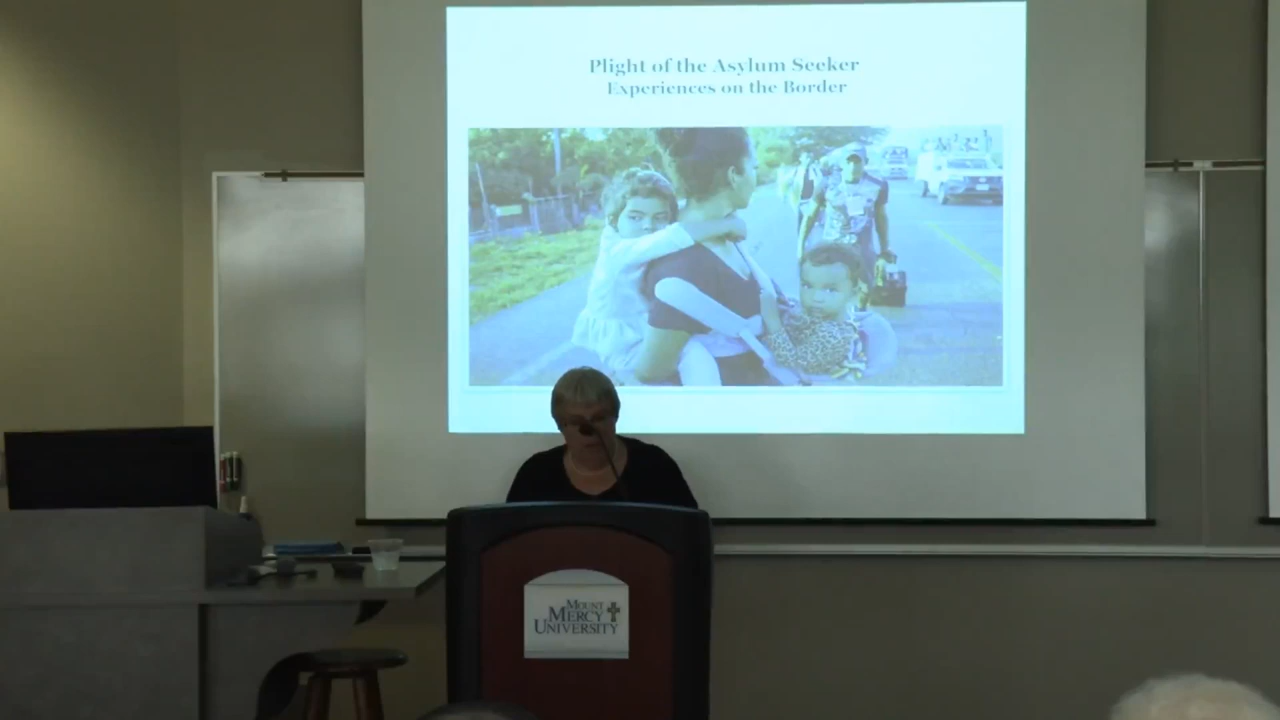 Plight of the Asylum Seeker
Experiences on the Border
MOUNT
MERCY
UNIVERSITY